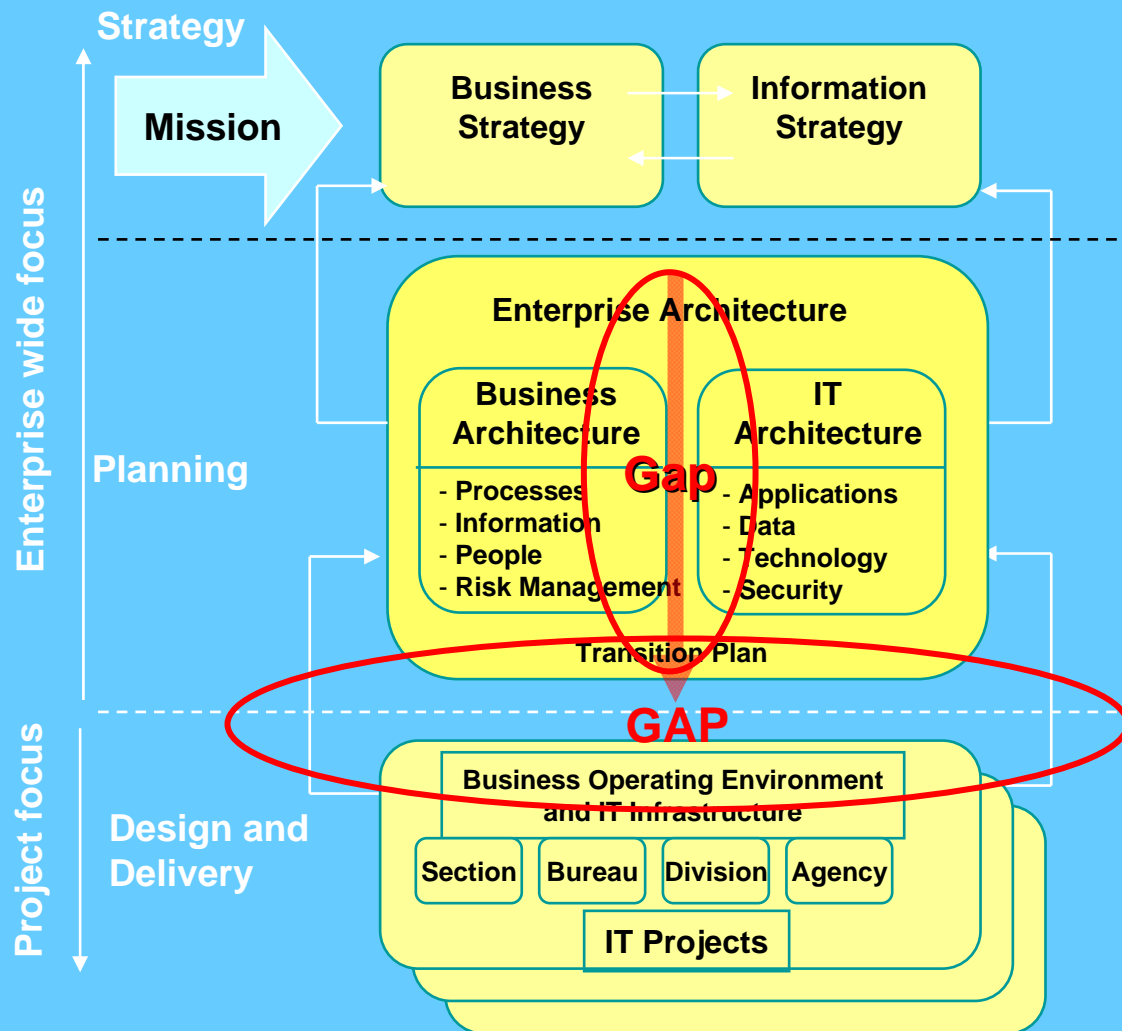 Strategy
Mission
Business
Strategy
Information
Strategy
Enterprise wide focus
Planning
Enterprise Architecture
Business
Architecture
- Processes
- Information
- People
- Risk Management
Gap
IT
Architecture
- Applications
- Data
- Technology
- Security
Transition Plan
GAP
Project focus
Design and
Delivery
Business Operating Environment
and IT Infrastructure
Section
Bureau
Division
Agency
IT Projects